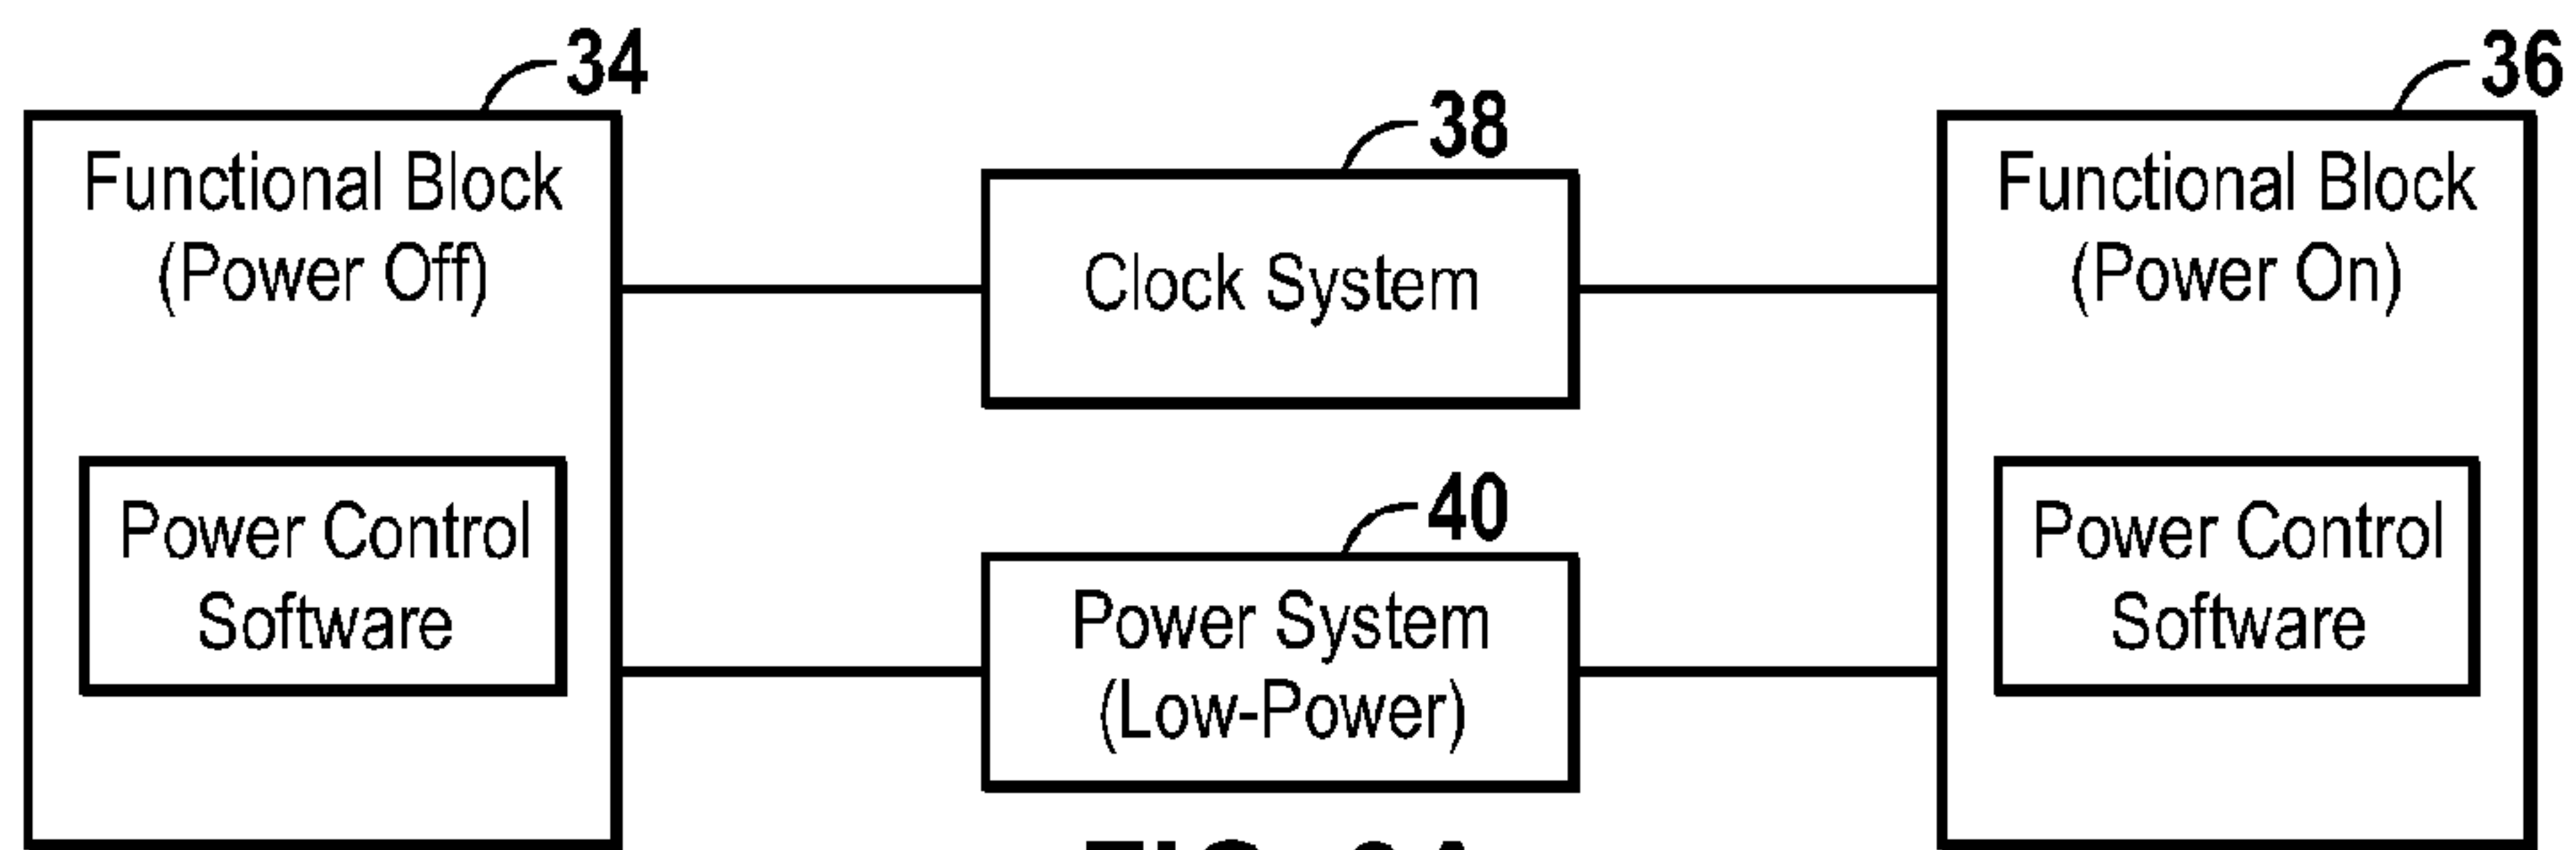 34
Functional Block
(Power Off)
Power Control
Software
38
Clock System
40
Power System
(Low-Power)
36
Functional Block
(Power On)
Power Control
Software